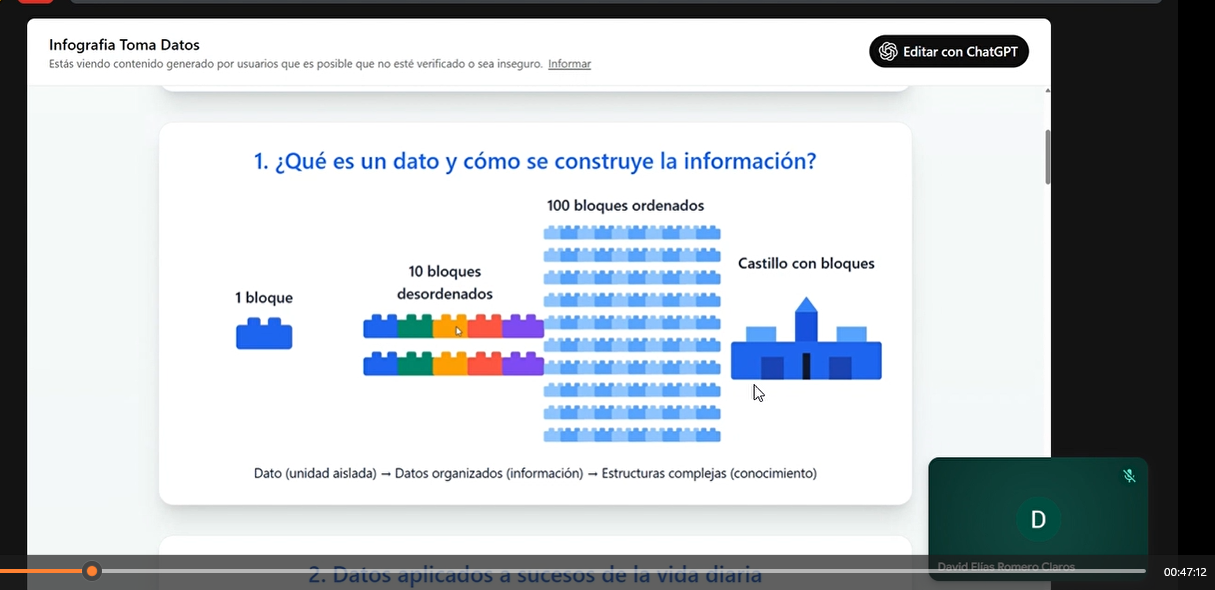 Infografia Toma Datos
Estás viendo contenido generado por usuarios que es posible que no esté verificado o sea inseguro. Informar
Editar con ChatGPT
1. ¿Qué es un dato y cómo se construye la información?
1 bloque
10 bloques
desordenados
100 bloques ordenados
Castillo con bloques
Dato (unidad aislada) → Datos organizados (información) → Estructuras complejas (conocimiento)
D
David Elías Romero Claros
2. Datos aplicados a sucesos de la vida diaria
00:47:12